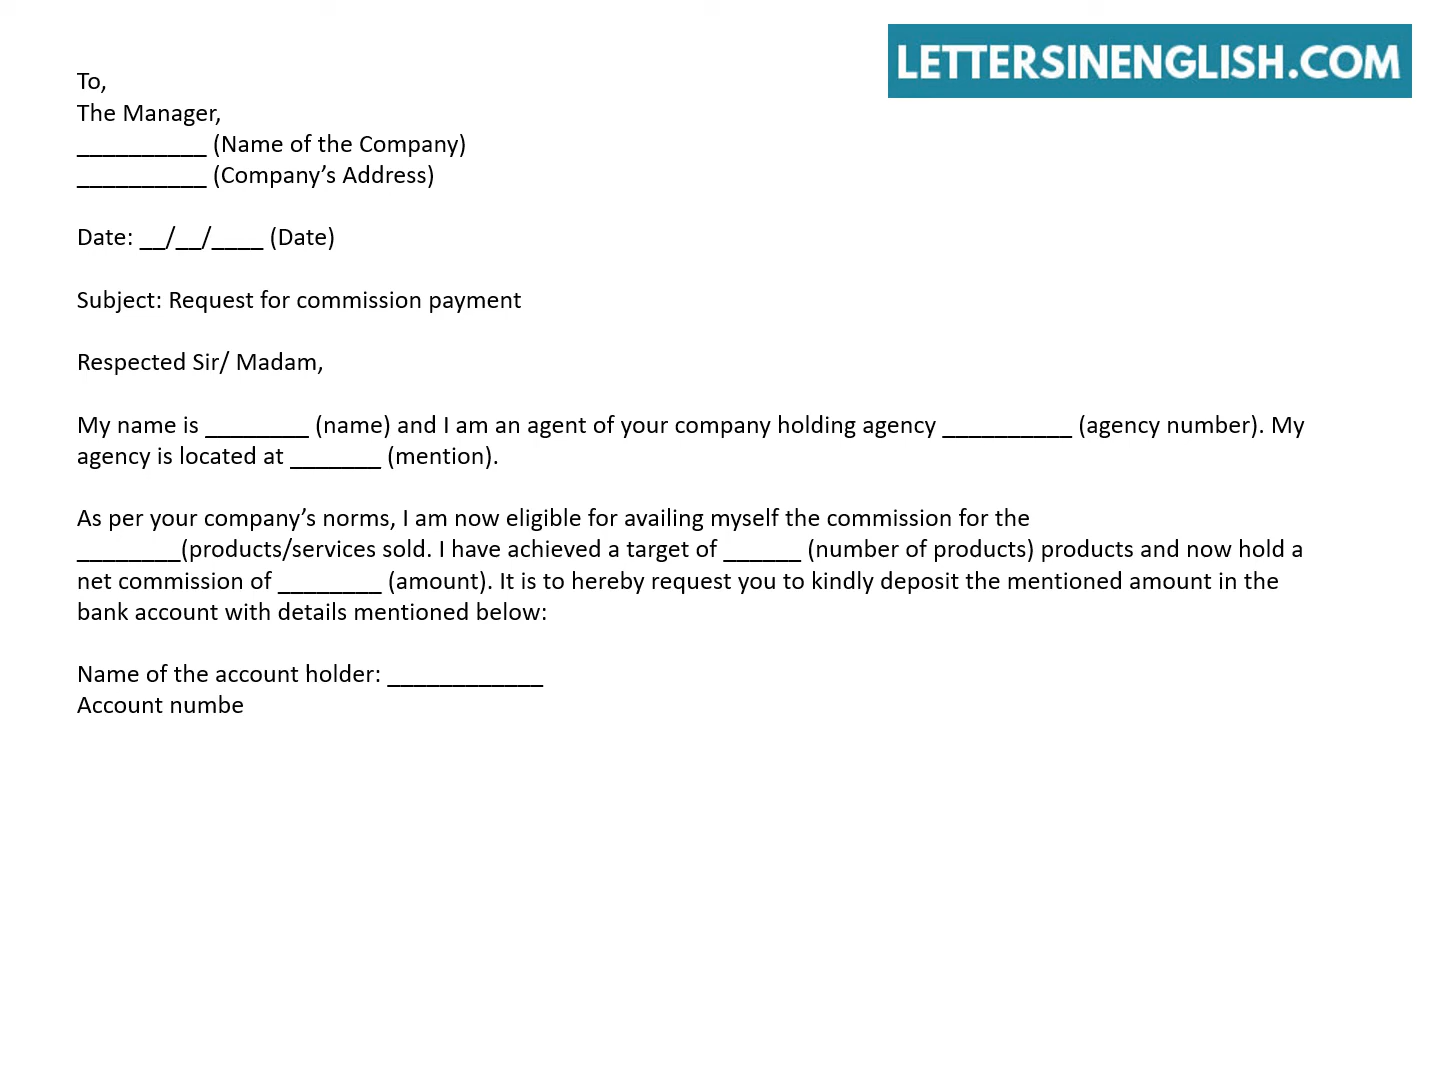 LETTERSINENGLISH.COM
To,
The Manager,
__________ (Name of the Company)
__________ (Company’s Address)
Date: __/__/____ (Date)
Subject: Request for commission payment
Respected Sir/ Madam,
My name is ________ (name) and I am an agent of your company holding agency __________ (agency number). My
agency is located at _______ (mention).
As per your company’s norms, I am now eligible for availing myself the commission for the
________(products/services sold. I have achieved a target of ______ (number of products) products and now hold a
net commission of ________ (amount). It is to hereby request you to kindly deposit the mentioned amount in the
bank account with details mentioned below:
Name of the account holder: ____________
Account numbe